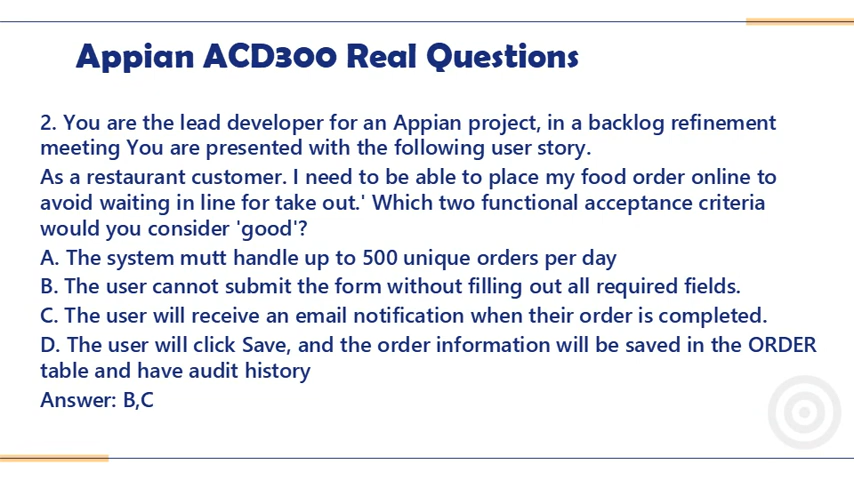 Appian ACD300 Real Questions
2. You are the lead developer for an Appian project, in a backlog refinement
meeting You are presented with the following user story.
As a restaurant customer. I need to be able to place my food order online to
avoid waiting in line for take out.' Which two functional acceptance criteria
would you consider 'good'?
A. The system mutt handle up to 500 unique orders per day
B. The user cannot submit the form without filling out all required fields.
C. The user will receive an email notification when their order is completed.
D. The user will click Save, and the order information will be saved in the ORDER
table and have audit history
Answer: B,C